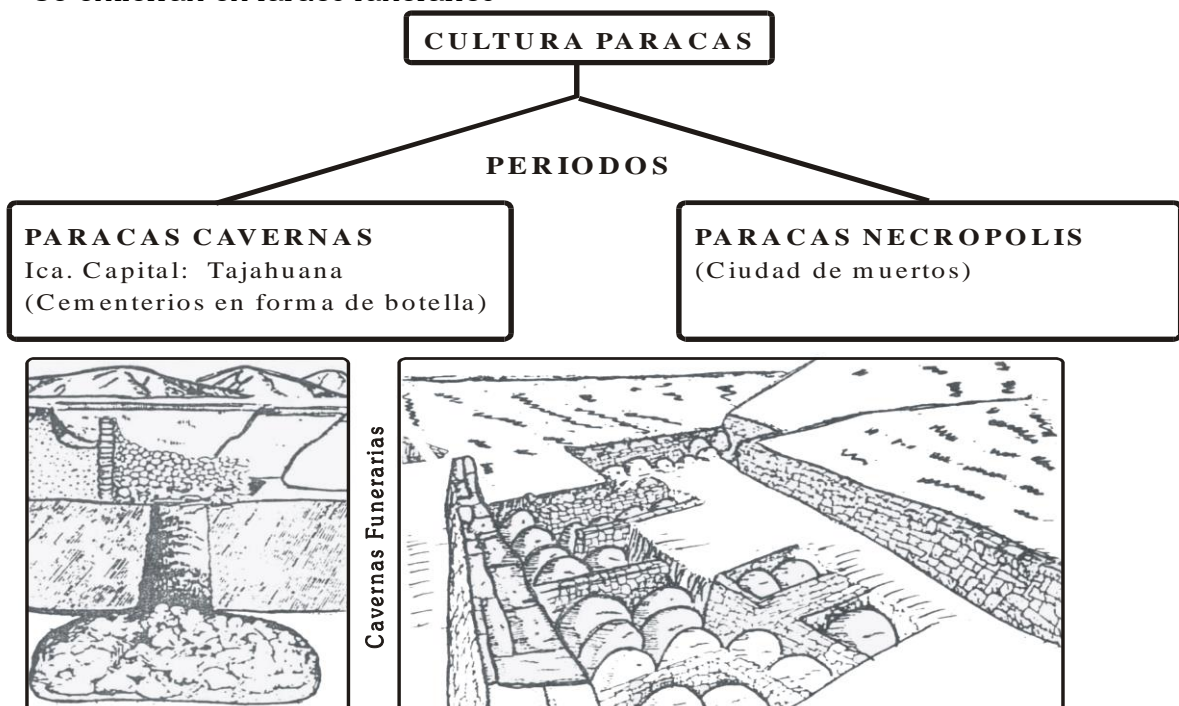 CULTURA PARACAS
PERIODOS
PARACAS CAVERNAS
Ica. Capital: Tajahuana
(Cementerios en forma de botella)
PARACAS NECROPOLIS
(Ciudad de muertos)
Cavernas Funerarias